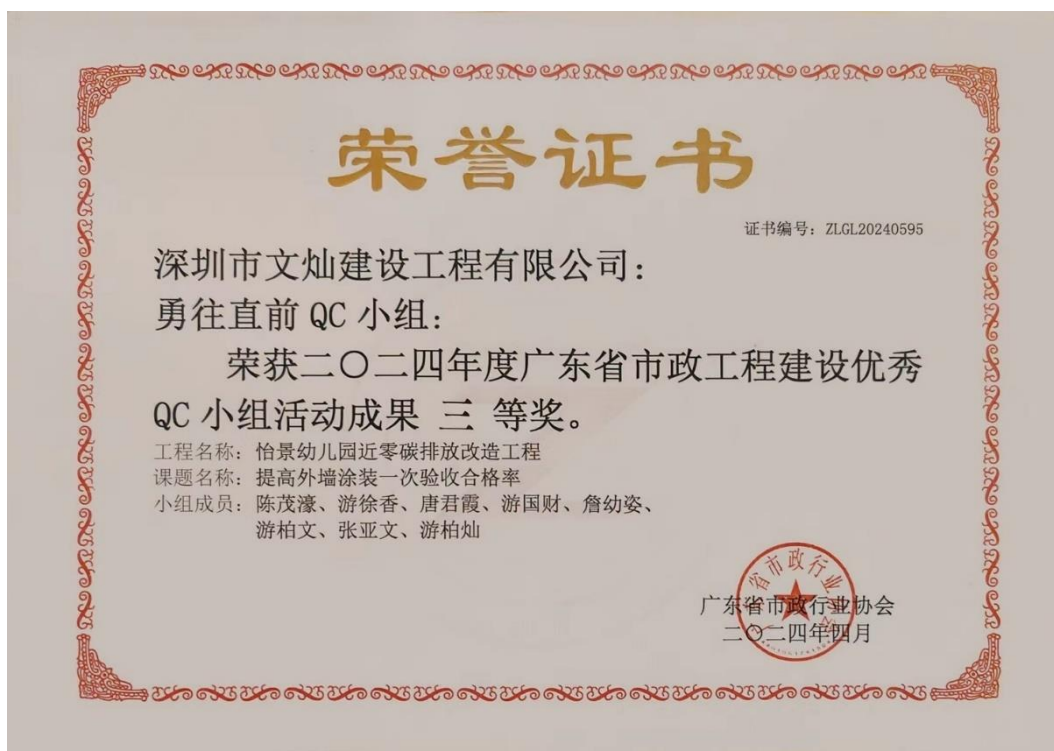 荣誉证书
证书编号：ZLGL20240595
深圳市文灿建设工程有限公司：
勇往直前 QC 小组：
荣获二〇二四年度广东省市政工程建设优秀
QC 小组活动成果 三 等奖。
工程名称：怡景幼儿园近零碳排放改造工程
课题名称：提高外墙涂装一次验收合格率
小组成员：陈茂濠、游徐香、唐君霞、游国财、詹幼姿、
游柏文、张亚文、游柏灿
广东省市政行业协会
二〇二四年四月